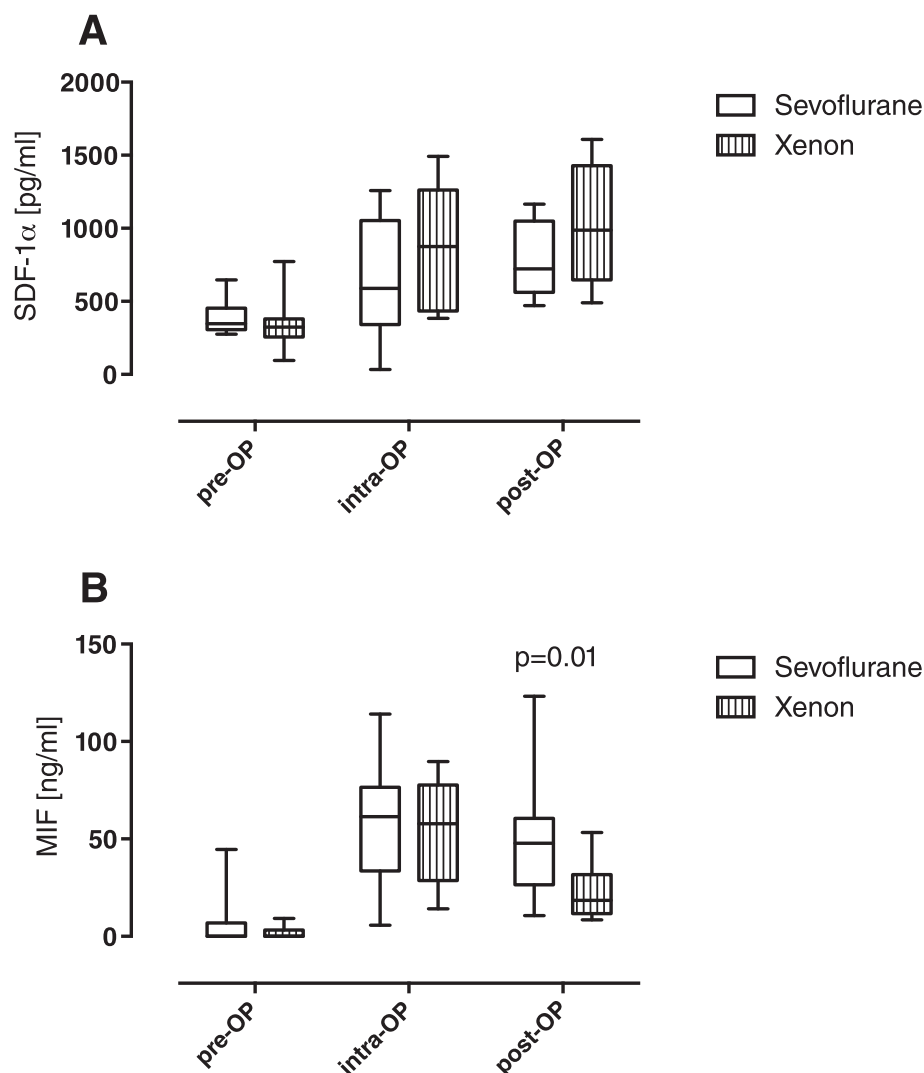 A
2000
1500
1000
500
0
SDF-1α [pg/ml]
Sevoflurane
Xenon
pre-OP
intra-OP
post-OP
B
150
100
50
0
MIF [ng/ml]
p=0.01
Sevoflurane
Xenon
pre-OP
intra-OP
post-OP